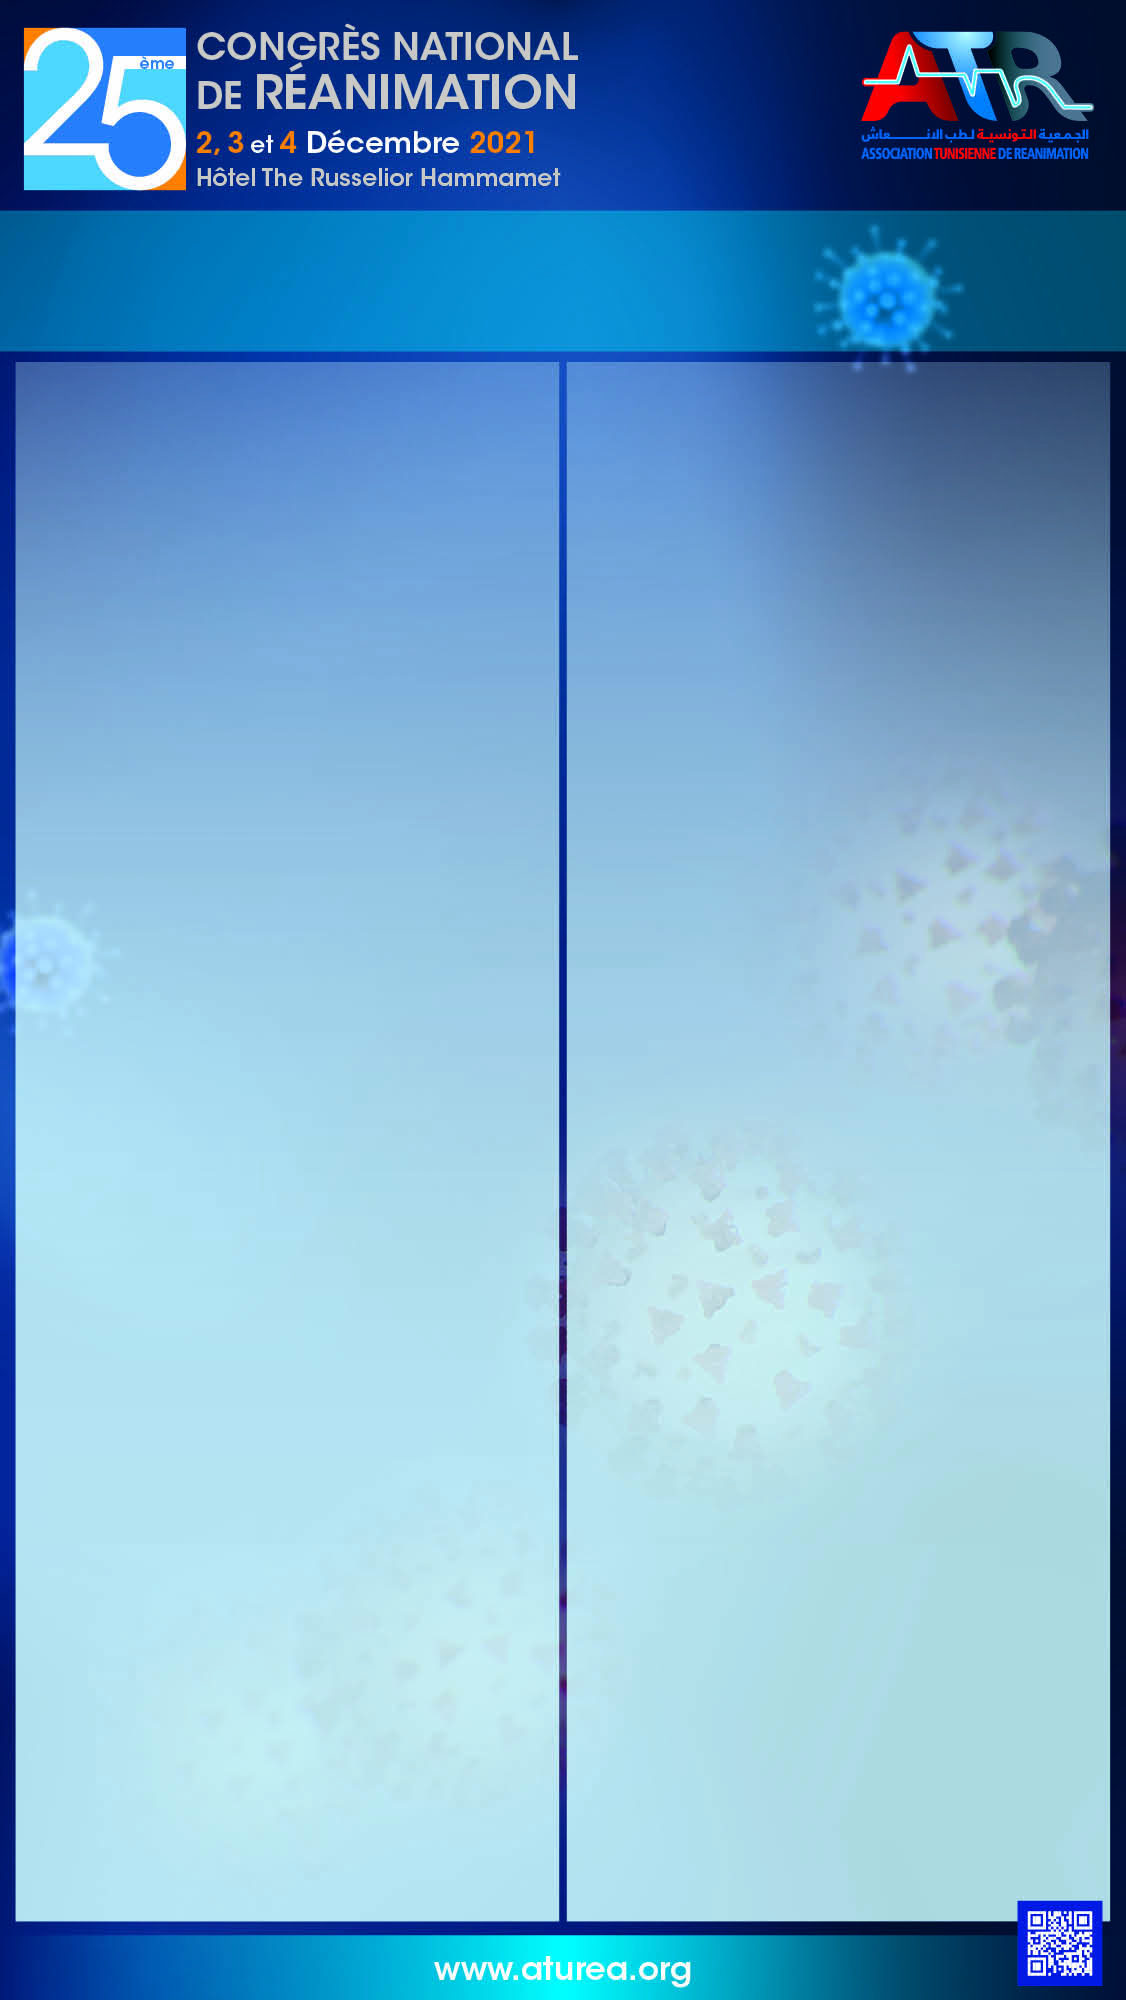 25ème
CONGRÈS NATIONAL
DE RÉANIMATION
2, 3 et 4 Décembre 2021
Hôtel The Russelior Hammamet
ATR
الجمعية التونسية لطب الانعاش
ASSOCIATION TUNISIENNE DE REANIMATION
www.aturea.org